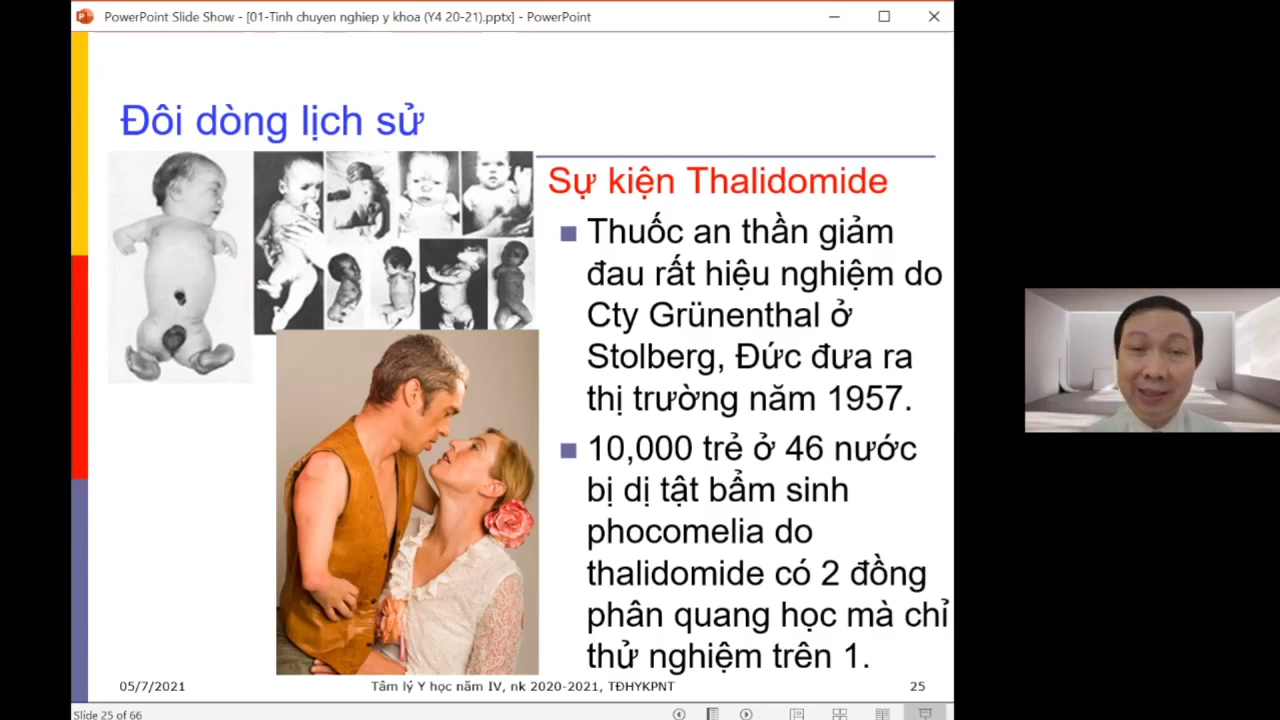 PowerPoint Slide Show - [01-Tinh chuyen nghiep y khoa (Y4 20-21).pptx] - PowerPoint
Đôi dòng lịch sử
Sự kiện Thalidomide
Thuốc an thần giảm
đau rất hiệu nghiệm do
Cty Grünenthal ở
Stolberg, Đức đưa ra
thị trường năm 1957.
10,000 trẻ ở 46 nước
bị dị tật bẩm sinh
phocomelia do
thalidomide có 2 đồng
phân quang học mà chỉ
thử nghiệm trên 1.
05/7/2021
Tâm lý Y học năm IV, nk 2020-2021, TĐHYKPNT
25
Slide 25 of 66